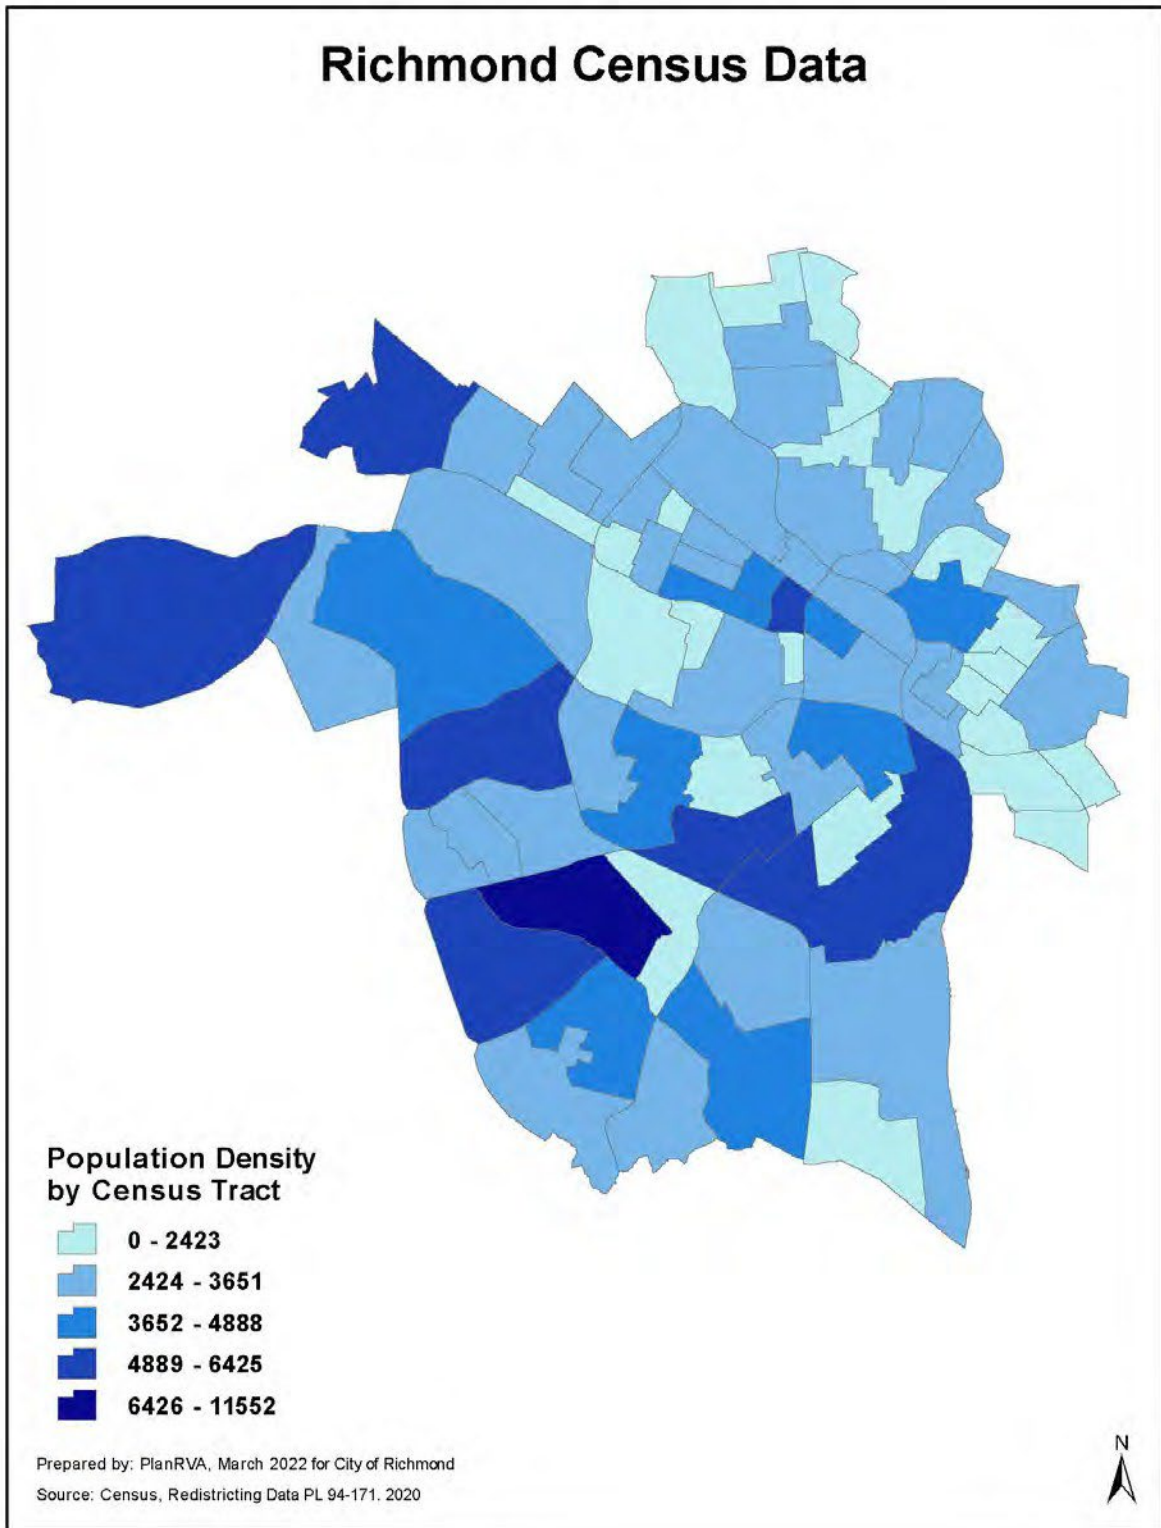 Richmond Census Data
Population Density
by Census Tract
0 - 2423
2424 - 3651
3652 - 4888
4889 - 6425
6426 - 11552
Prepared by: PlanRVA, March 2022 for City of Richmond
Source: Census, Redistricting Data PL 94-171. 2020
N